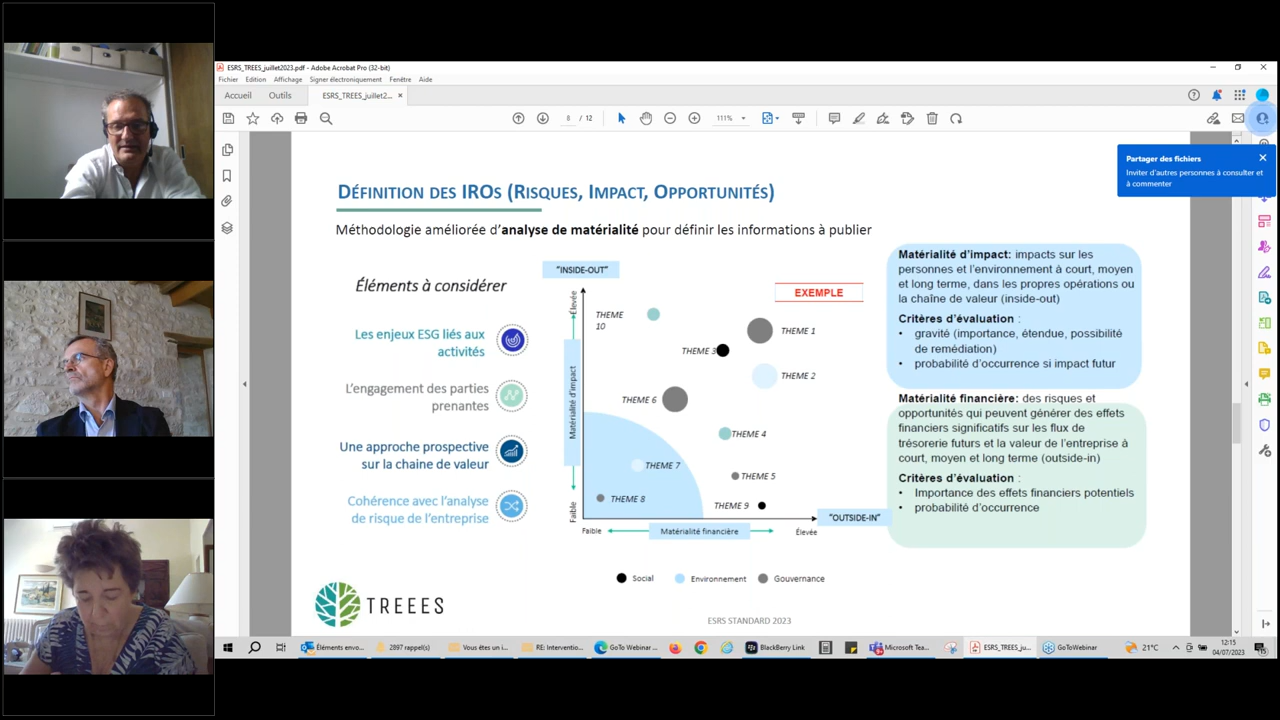 ESRS_TREES_juillet2023.pdf - Adobe Acrobat Pro (32-bit)
Fichier Edition Affichage Signer électroniquement Fenêtre Aide
Accueil Outils ESRS_TREES_juillet2... ×
8 / 12 111%
Partager des fichiers
Inviter d'autres personnes à consulter et
à commenter
DÉFINITION DES IROS (RISQUES, IMPACT, OPPORTUNITÉS)
Méthodologie améliorée d'analyse de matérialité pour définir les informations à publier
Éléments à considérer
Les enjeux ESG liés aux
activités
L'engagement des parties
prenantes
Une approche prospective
sur la chaine de valeur
Cohérence avec l'analyse
de risque de l'entreprise
"INSIDE-OUT"
EXEMPLE
Élevée
Matérialité d'impact
Faible
THEME
10
THEME 1
THEME 3
THEME 2
THEME 6
THEME 4
THEME 7
THEME 5
THEME 8
THEME 9
"OUTSIDE-IN"
Faible Matérialité financière Élevée
Social Environnement Gouvernance
Matérialité d'impact: impacts sur les
personnes et l'environnement à court, moyen
et long terme, dans les propres opérations ou
la chaîne de valeur (inside-out)
Critères d'évaluation :
• gravité (importance, étendue, possibilité
de remédiation)
• probabilité d'occurrence si impact futur
Matérialité financière: des risques et
opportunités qui peuvent générer des effets
financiers significatifs sur les flux de
trésorerie futurs et la valeur de l'entreprise à
court, moyen et long terme (outside-in)
Critères d'évaluation :
• Importance des effets financiers potentiels
• probabilité d'occurrence
TREEES
ESRS STANDARD 2023
Éléments envo... 2897 rappel(s) Vous êtes un i... RE: Interventio... GoTo Webinar ... BlackBerry Link Microsoft Tea... ESRS_TREES_ju... GoToWebinar 21°C
12:15
04/07/2023